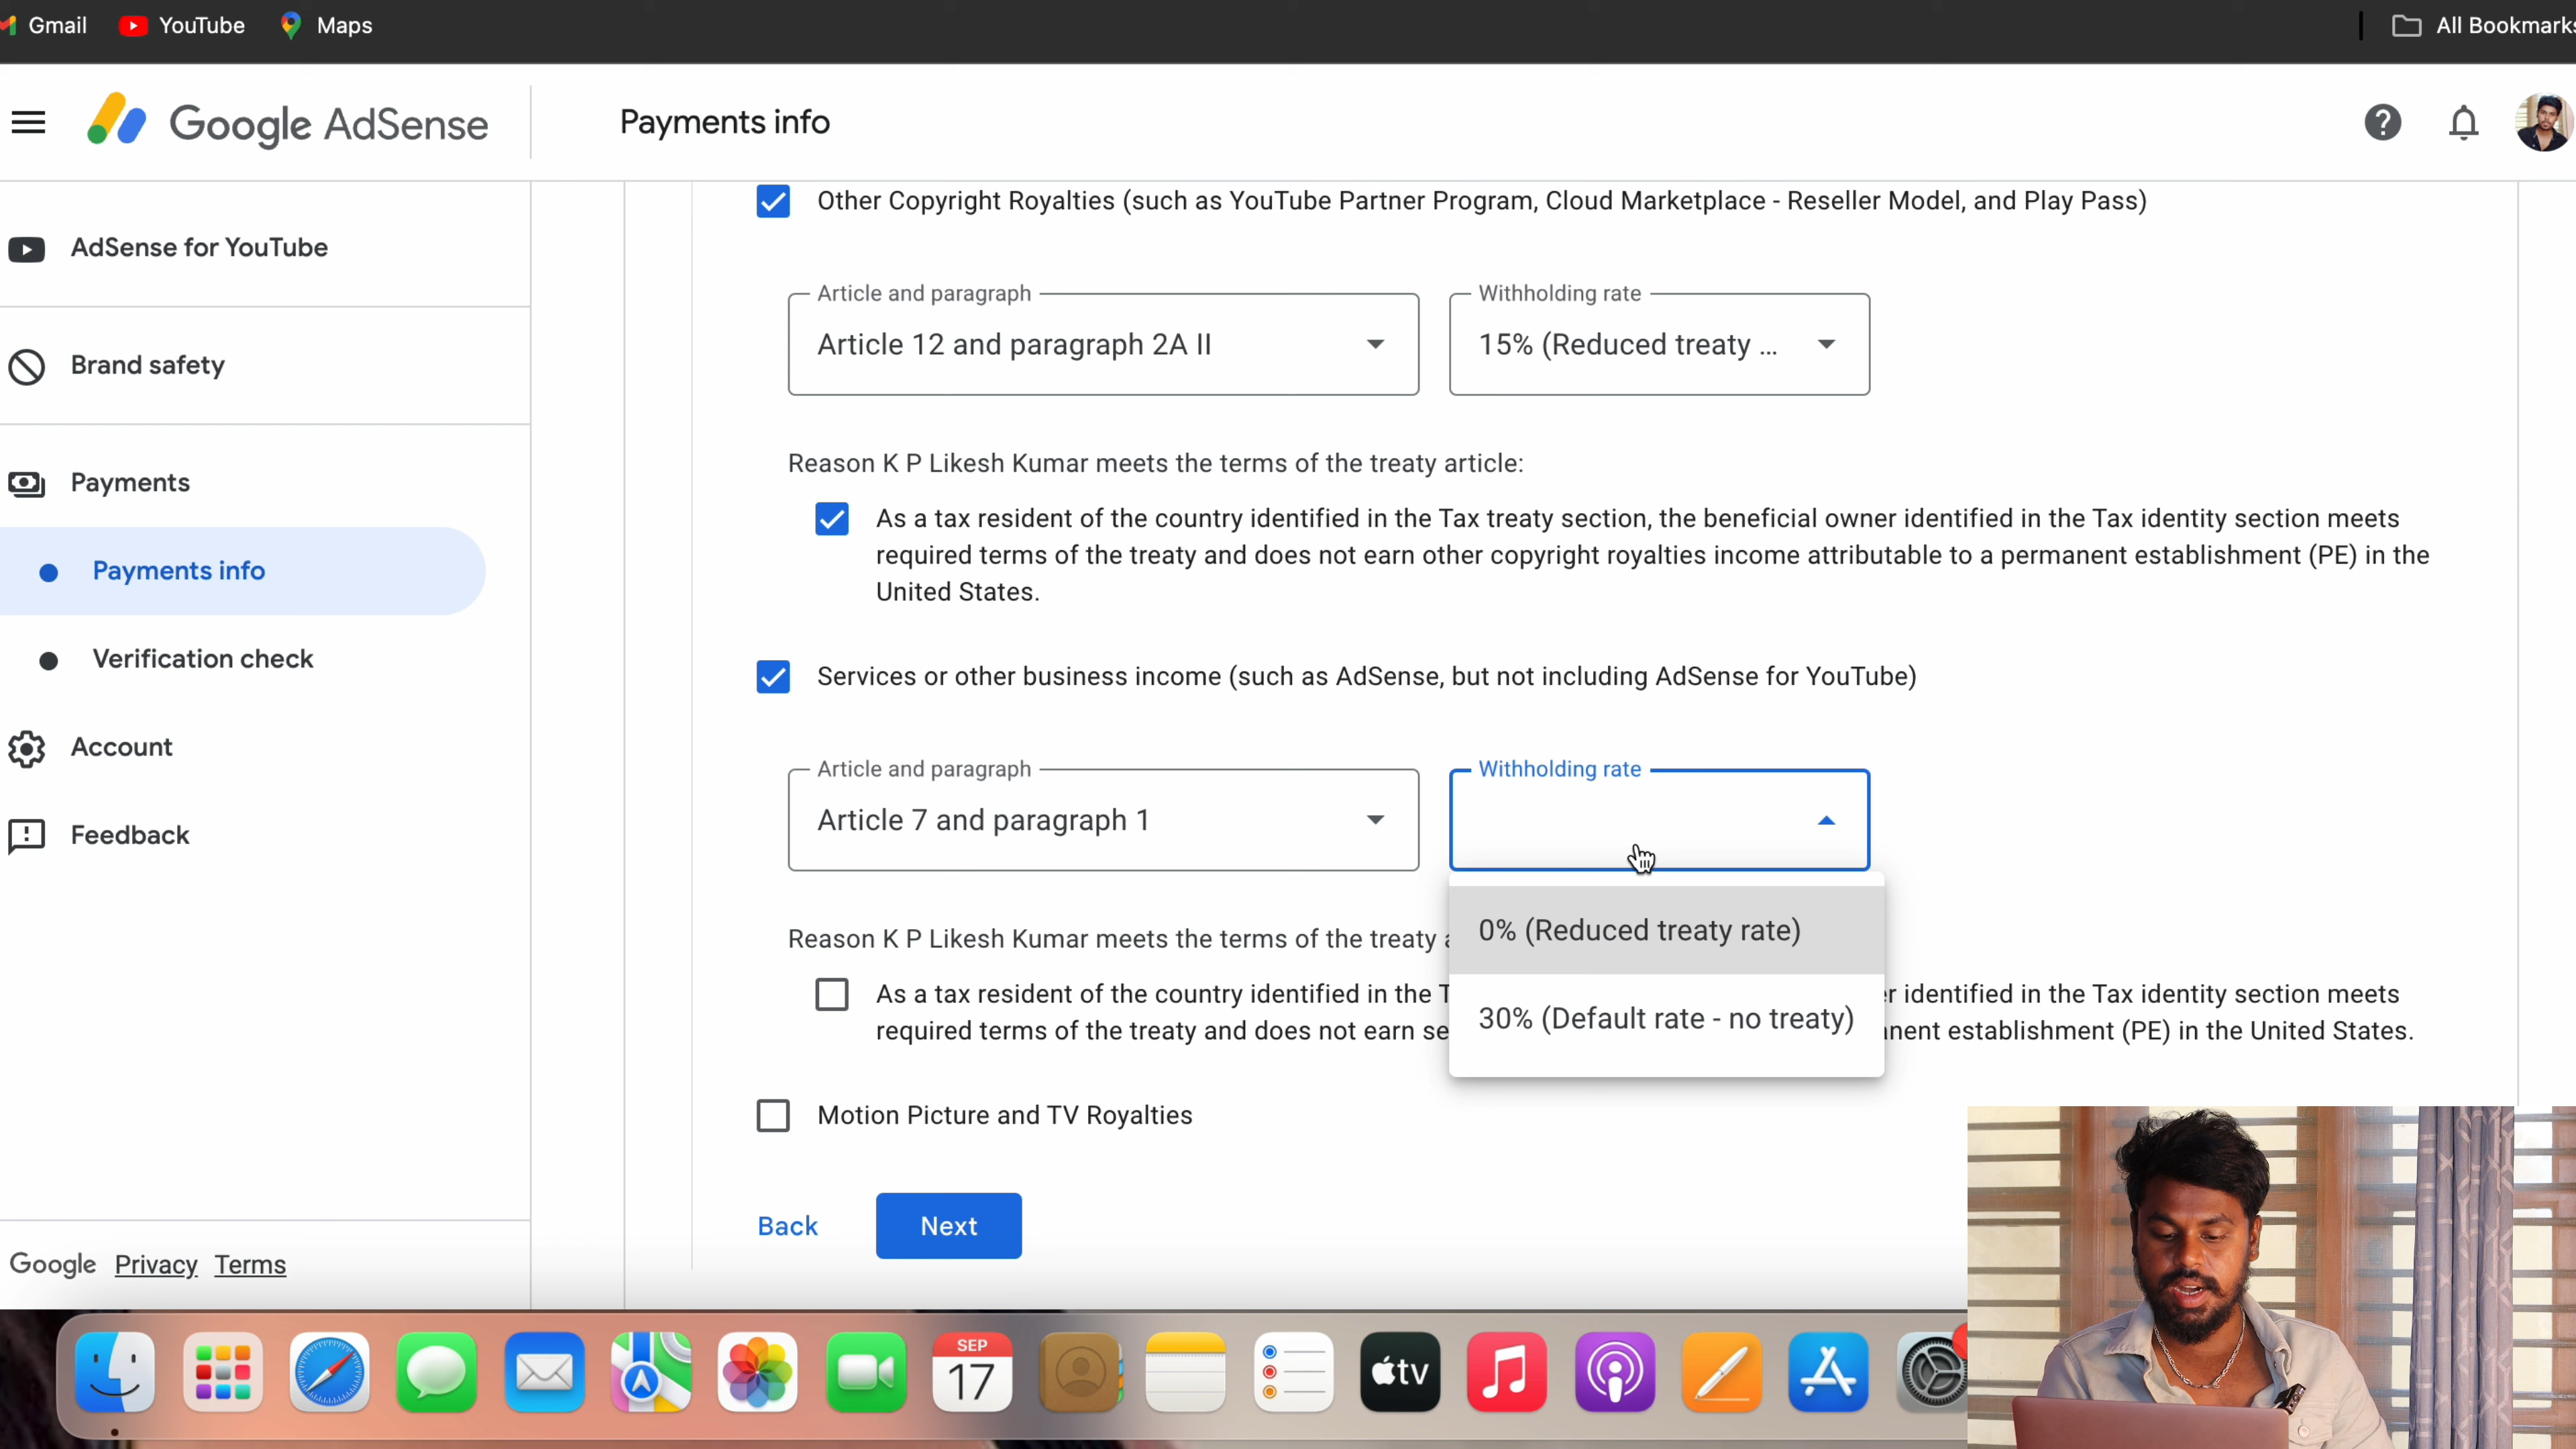 Gmail
YouTube
Maps
All Bookmarks
Google AdSense
Payments info
AdSense for YouTube
Brand safety
Payments
Payments info
Verification check
Account
Feedback
Google Privacy Terms
Other Copyright Royalties (such as YouTube Partner Program, Cloud Marketplace - Reseller Model, and Play Pass)
Article and paragraph
Article 12 and paragraph 2A II
Withholding rate
15% (Reduced treaty ...
Reason K P Likesh Kumar meets the terms of the treaty article:
As a tax resident of the country identified in the Tax treaty section, the beneficial owner identified in the Tax identity section meets
required terms of the treaty and does not earn other copyright royalties income attributable to a permanent establishment (PE) in the
United States.
Services or other business income (such as AdSense, but not including AdSense for YouTube)
Article and paragraph
Article 7 and paragraph 1
Withholding rate
0% (Reduced treaty rate)
30% (Default rate - no treaty)
Reason K P Likesh Kumar meets the terms of the treaty
As a tax resident of the country identified in the identified in the Tax identity section meets
required terms of the treaty and does not earn establishment (PE) in the United States.
Motion Picture and TV Royalties
Back
Next
SEP
17
tv